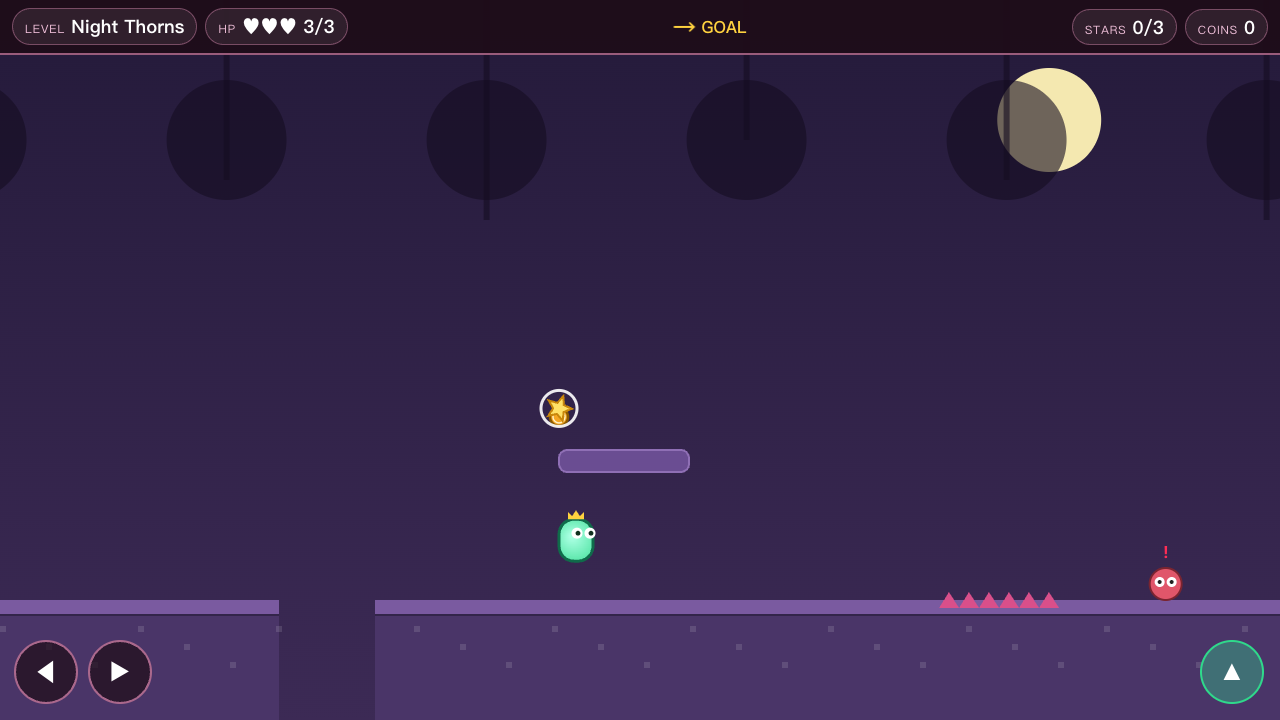 LEVEL Night Thorns
HP ♥♥♥ 3/3
→ GOAL
STARS 0/3
COINS 0
!